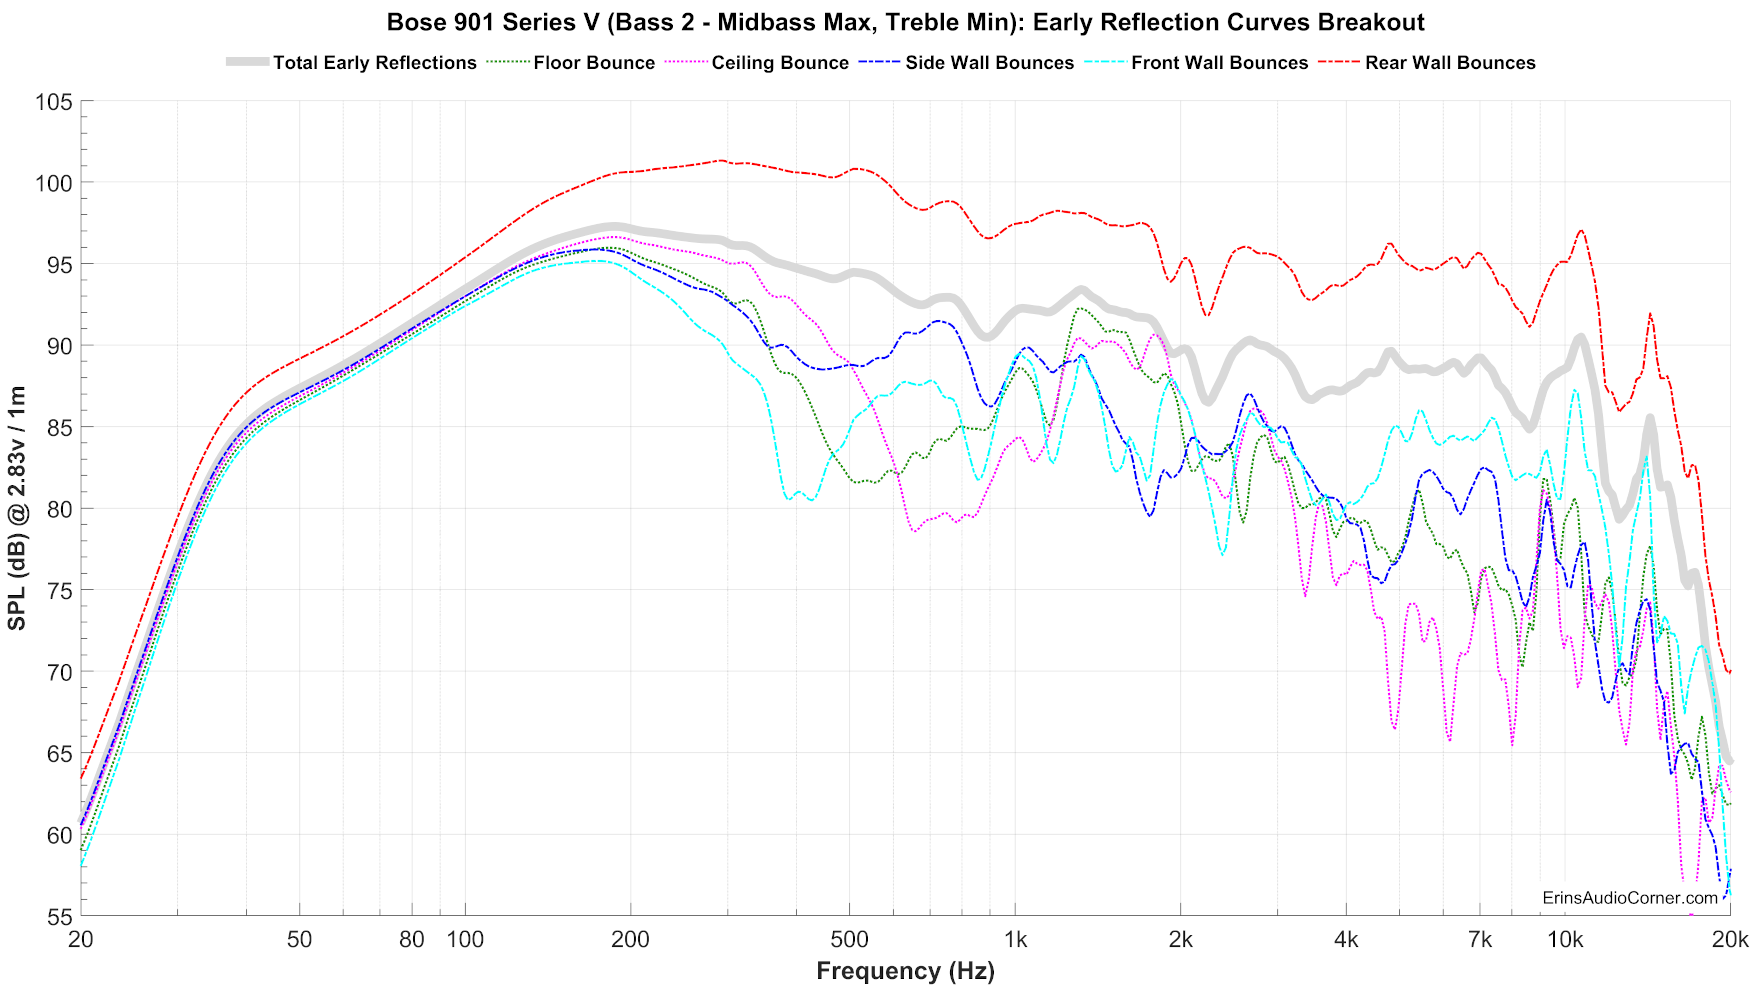 Bose 901 Series V (Bass 2 - Midbass Max, Treble Min): Early Reflection Curves Breakout
Total Early Reflections Floor Bounce Ceiling Bounce Side Wall Bounces Front Wall Bounces Rear Wall Bounces
105
100
95
90
85
80
75
70
65
60
55
SPL (dB) @ 2.83v / 1m
ErinsAudioCorner.com
20 50 80 100 200 500 1k 2k 4k 7k 10k 20k
Frequency (Hz)